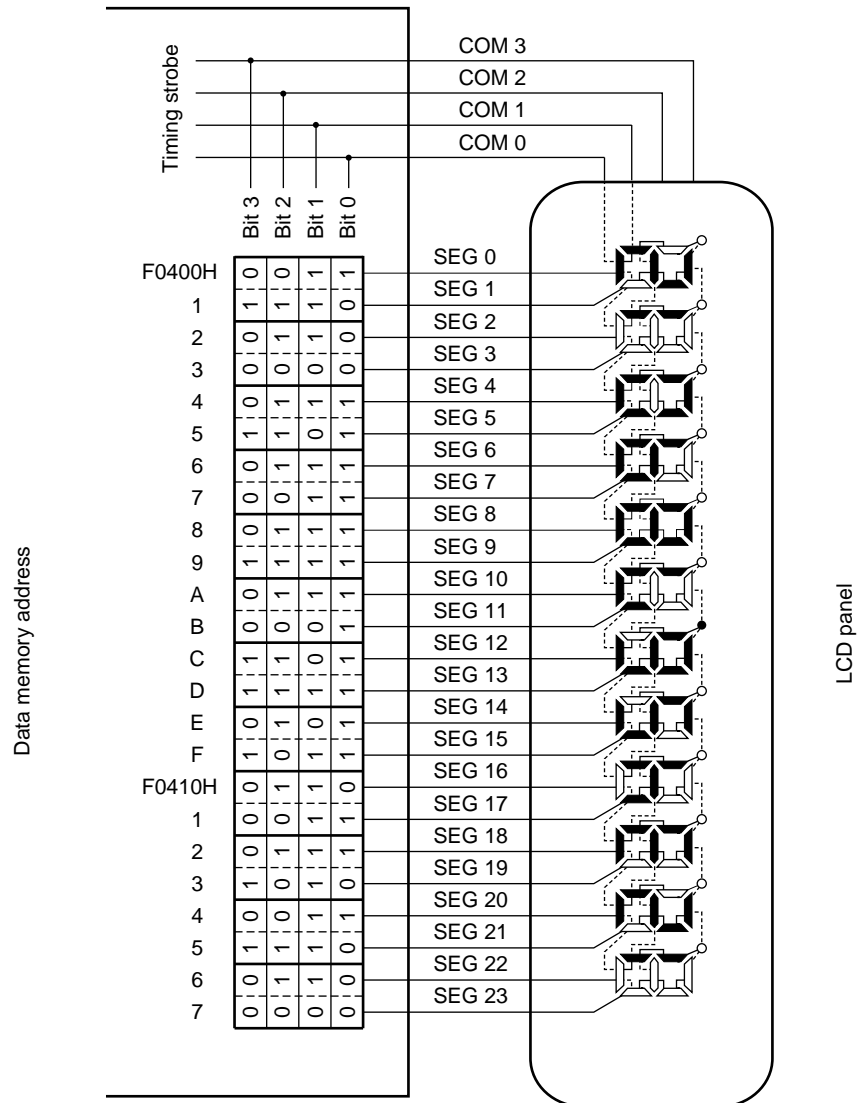 Timing strobe
COM 3
COM 2
COM 1
COM 0
Bit 3 Bit 2 Bit 1 Bit 0
F0400H 0 0 1 1 SEG 0
1 1 1 1 0 SEG 1
2 0 1 1 0 SEG 2
3 0 0 0 0 SEG 3
4 0 1 1 1 SEG 4
5 1 1 0 1 SEG 5
6 0 1 1 1 SEG 6
7 0 0 1 1 SEG 7
8 0 1 1 1 SEG 8
9 1 1 1 1 SEG 9
A 0 1 1 1 SEG 10
B 0 0 0 1 SEG 11
C 1 1 0 1 SEG 12
D 1 1 1 1 SEG 13
E 0 1 0 1 SEG 14
F 1 0 1 1 SEG 15
F0410H 0 1 1 0 SEG 16
1 0 0 1 1 SEG 17
2 0 1 1 1 SEG 18
3 1 0 1 0 SEG 19
4 0 0 1 1 SEG 20
5 1 1 1 0 SEG 21
6 0 1 1 0 SEG 22
7 0 0 0 0 SEG 23
Data memory address
LCD panel